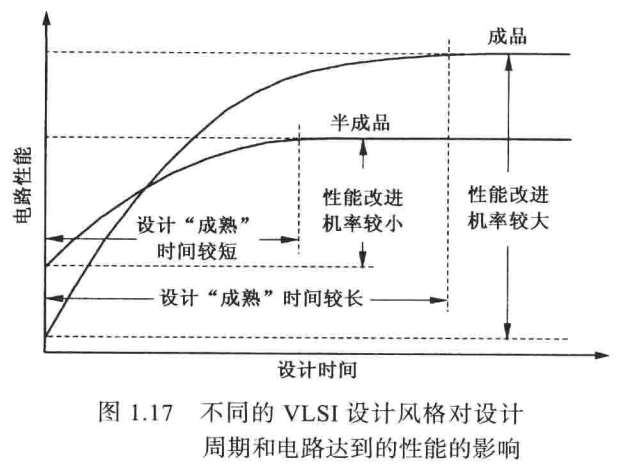 成品
半成品
电路性能
性能改进
机率较小
性能改进
机率较大
设计“成熟”
时间较短
设计“成熟”时间较长
设计时间
图 1.17 不同的 VLSI 设计风格对设计
周期和电路达到的性能的影响